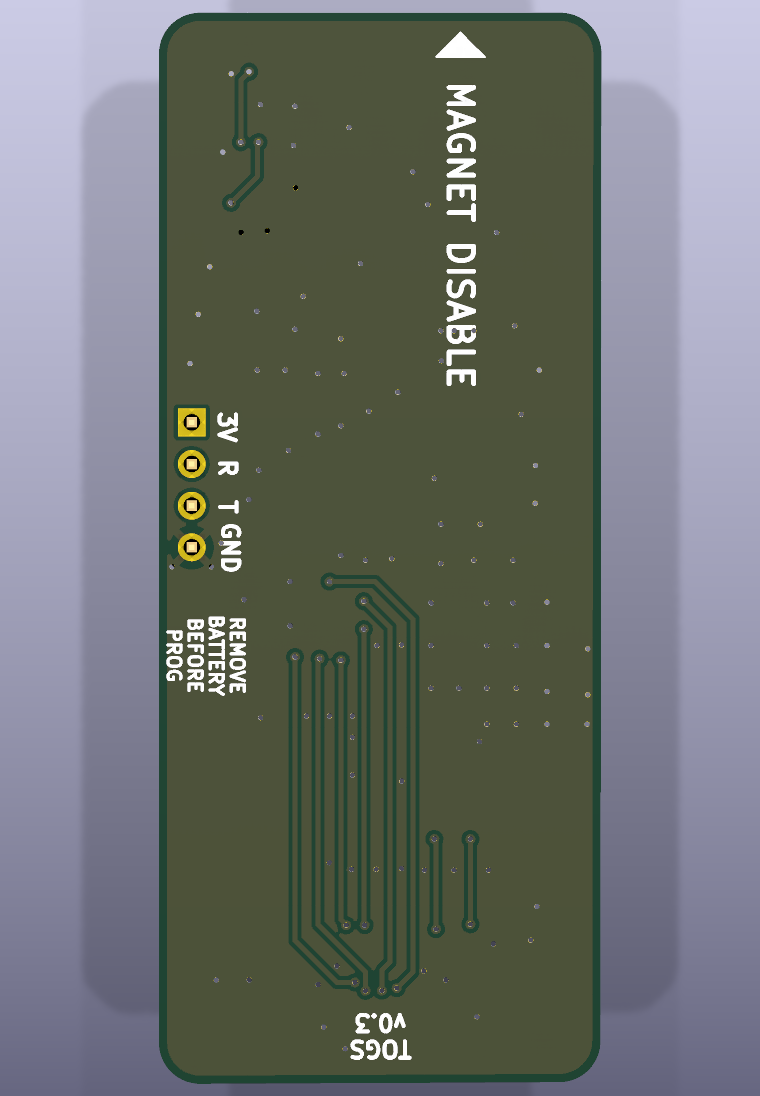 MAGNET DISABLE
3V
R
T
GND
REMOVE
BATTERY
BEFORE
PROG
TOGS
v0.3